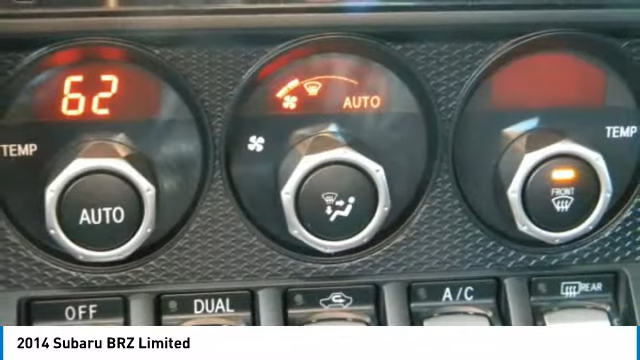 62
AUTO
TEMP
TEMP
AUTO
FRONT
OFF
DUAL
A/C
REAR
2014 Subaru BRZ Limited